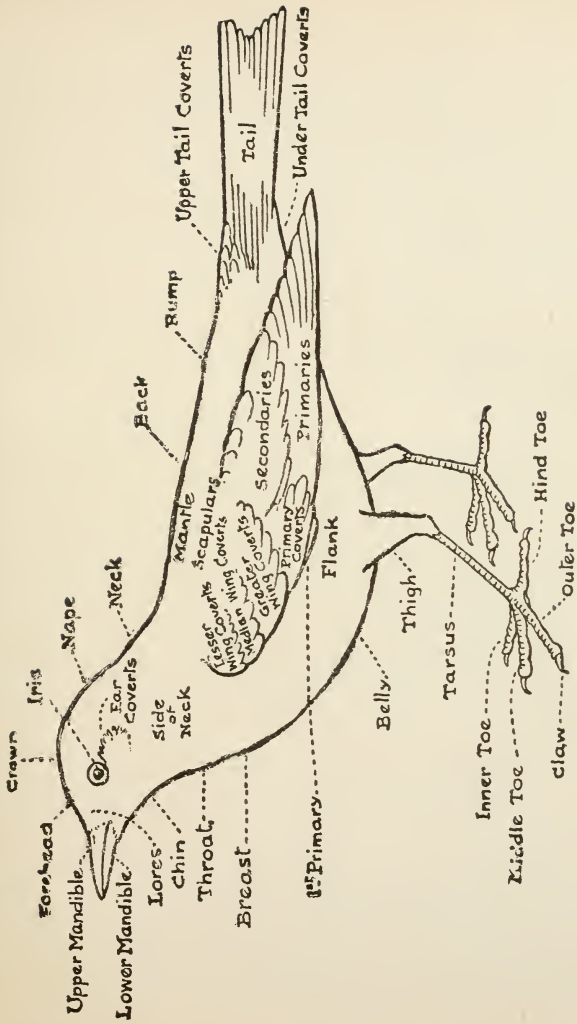 Crown
Forehead
Iris
Nape
Neck
Back
Rump
Upper Tail Coverts
Tail
Under Tail Coverts
Upper Mandible
Lower Mandible
Lores
Chin
Throat
Breast
1st Primary
Ear
Coverts
Side
of
Neck
Mantle
Scapulars
Lesser
Wing Coverts
Median Wing Coverts
Greater
Wing Coverts
Primary
Coverts
Secondaries
Primaries
Flank
Belly
Thigh
Tarsus
Inner Toe
Middle Toe
Claw
Outer Toe
Hind Toe